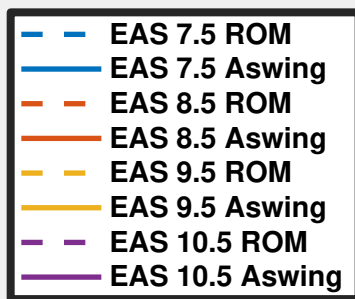 EAS 7.5 ROM
EAS 7.5 Aswing
EAS 8.5 ROM
EAS 8.5 Aswing
EAS 9.5 ROM
EAS 9.5 Aswing
EAS 10.5 ROM
EAS 10.5 Aswing